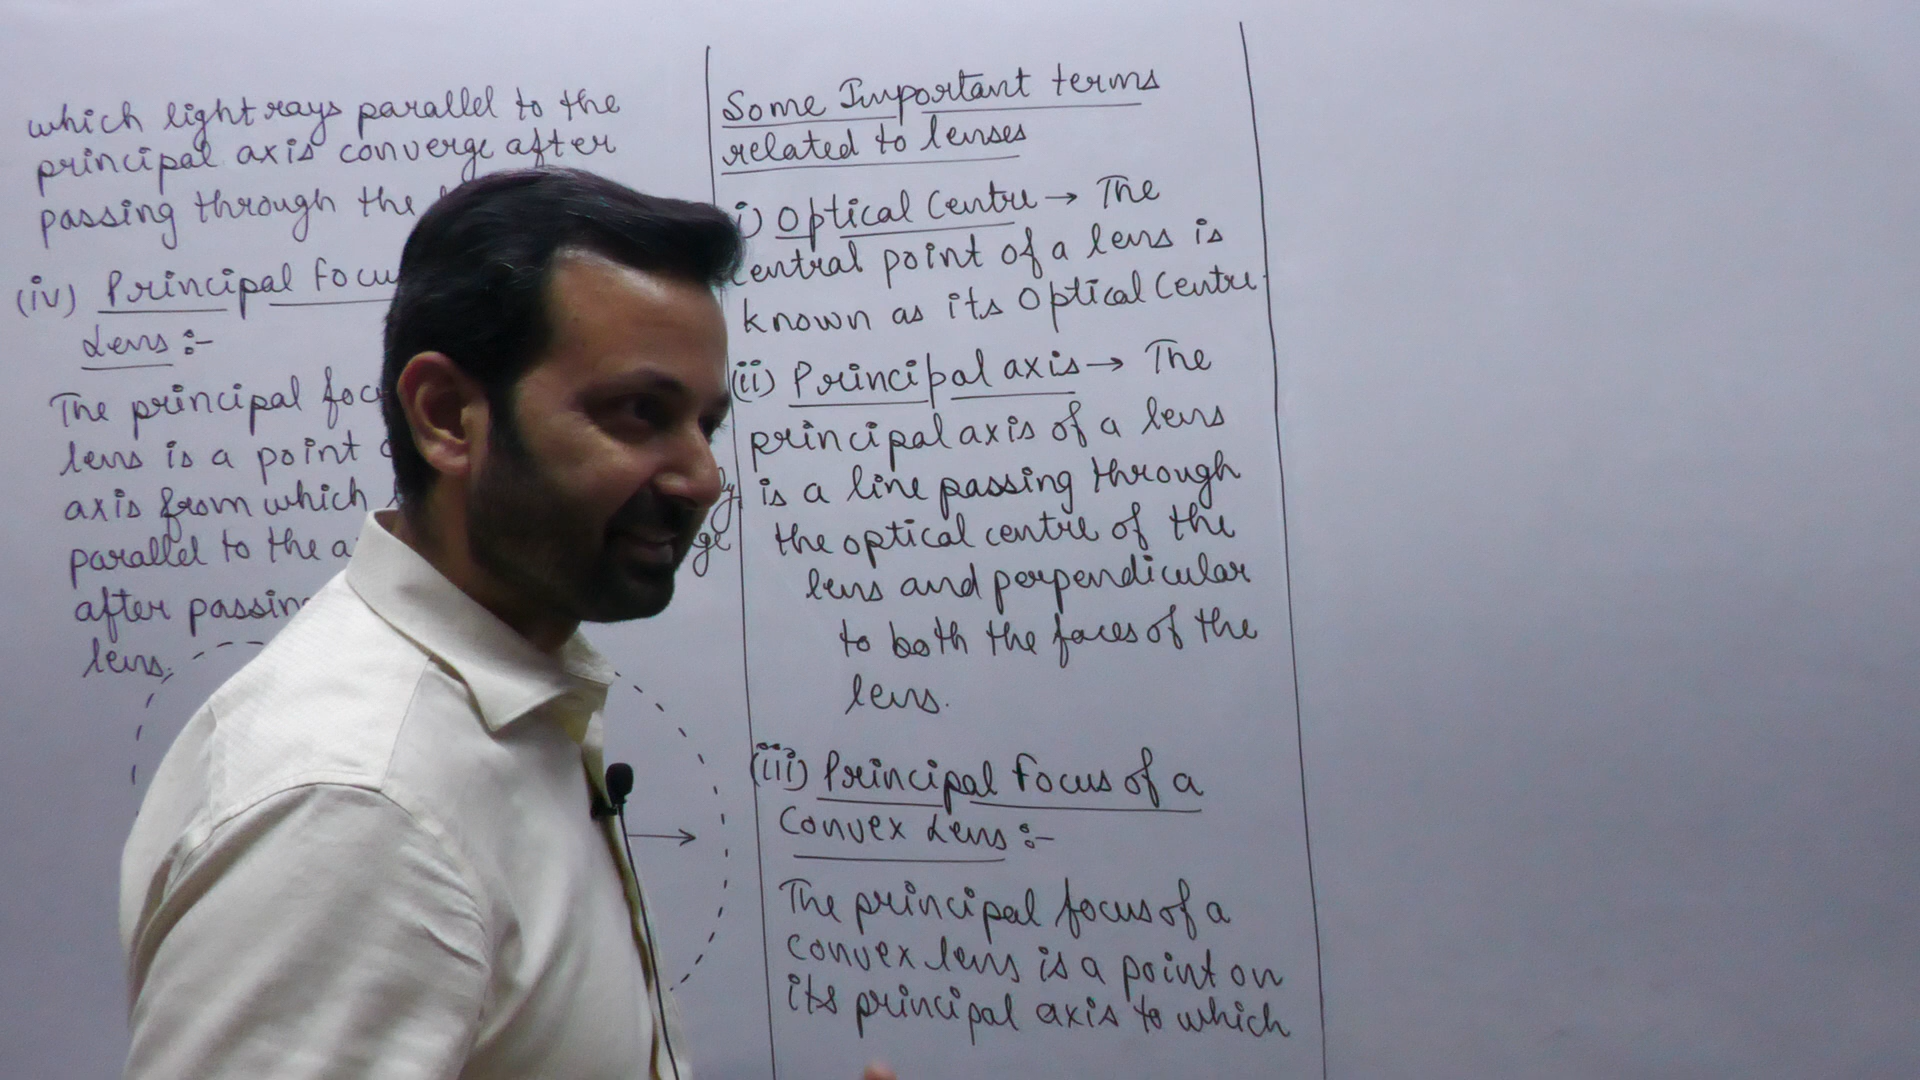 which light rays parallel to the
principal axis converge after
passing through the
(iv) Principal Focu
Lens :-
The principal foc
lens is a point
axis from which
parallel to the a
after passing
lens.
Some Important terms
related to lenses
i) Optical Centre → The
entral point of a lens is
known as its Optical Centre.
(ii) Principal axis → The
principal axis of a lens
is a line passing through
the optical centre of the
lens and perpendicular
to both the faces of the
lens.
(iii) Principal Focus of a
Convex Lens :-
The principal focus of a
convex lens is a point on
its principal axis to which